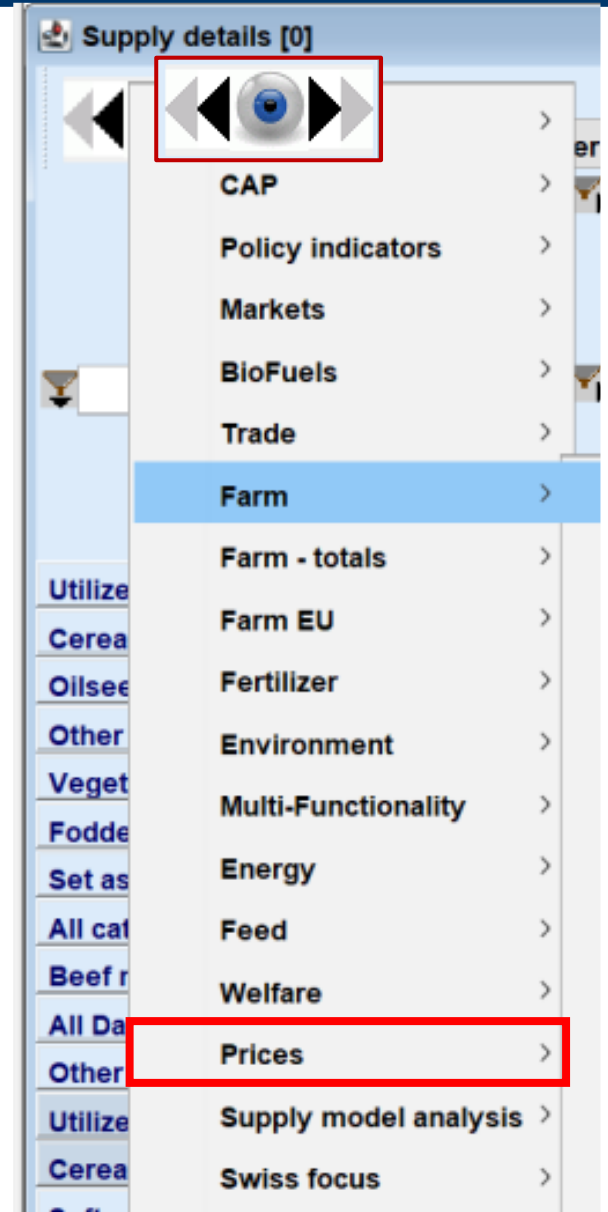 Supply details [0]
er
CAP
Policy indicators
Markets
BioFuels
Trade
Farm
Farm - totals
Utilize
Farm EU
Cerea
Fertilizer
Oilsee
Other
Environment
Veget
Multi-Functionality
Fodde
Energy
Set as
Feed
All cat
Beef r
Welfare
All Da
Prices
Other
Supply model analysis
Utilize
Cerea
Swiss focus